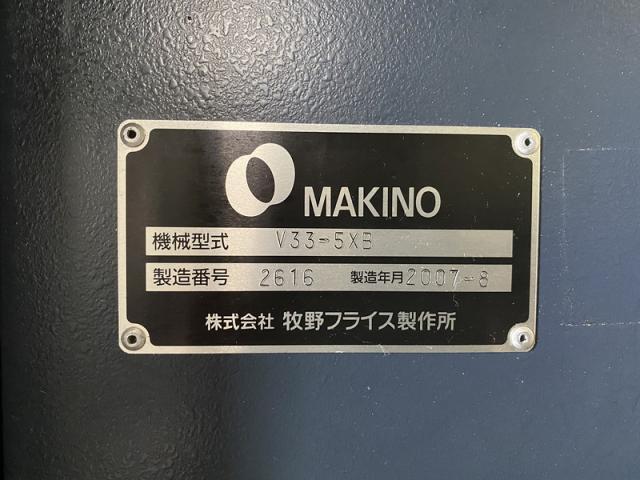 MAKINO
機械型式 V33-5XB
製造番号 2616 製造年月 2007-8
株式会社 牧野フライス製作所